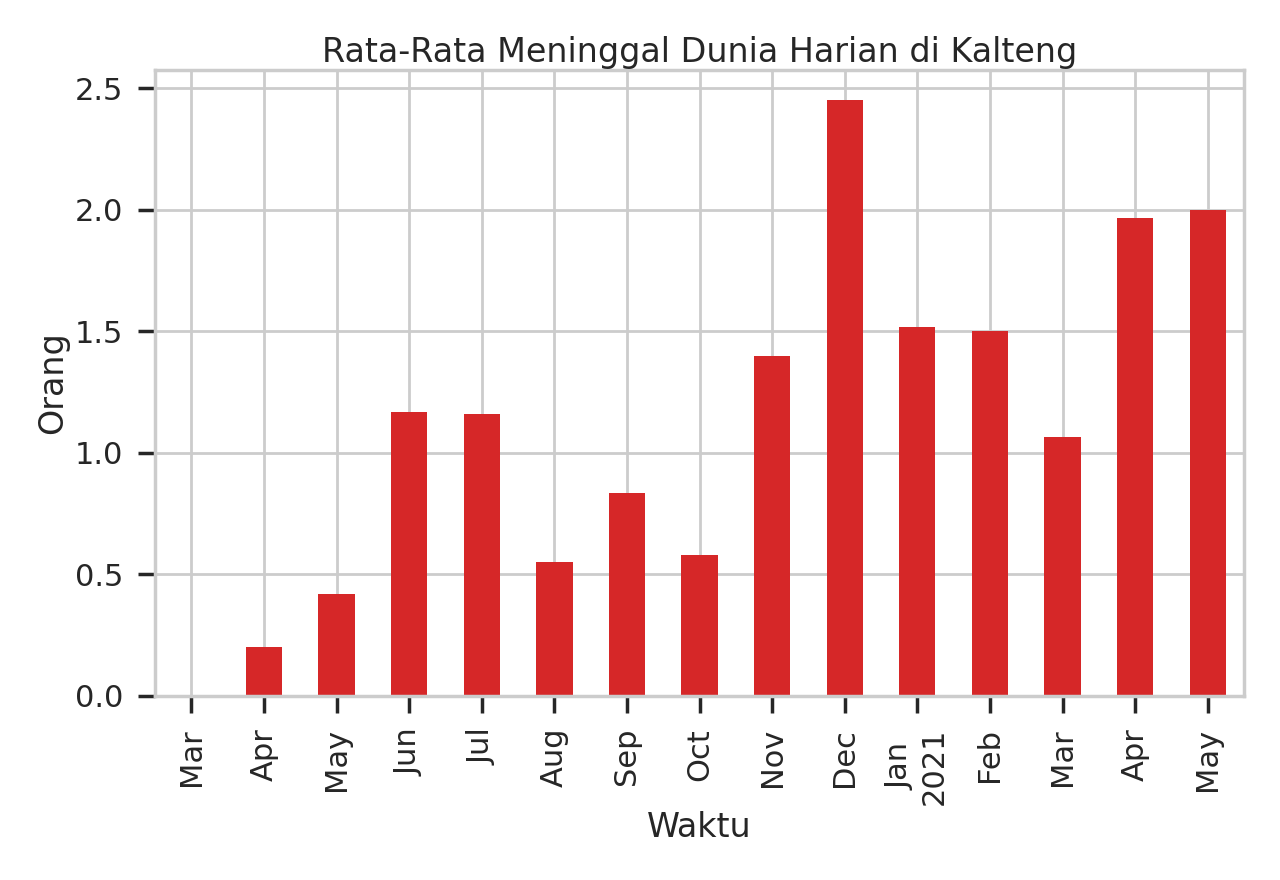 Rata-Rata Meninggal Dunia Harian di Kalteng
2.5
2.0
1.5
1.0
0.5
0.0
Orang
Mar
Apr
May
Jun
Jul
Aug
Sep
Oct
Nov
Dec
Jan
2021
Feb
Mar
Apr
May
Waktu